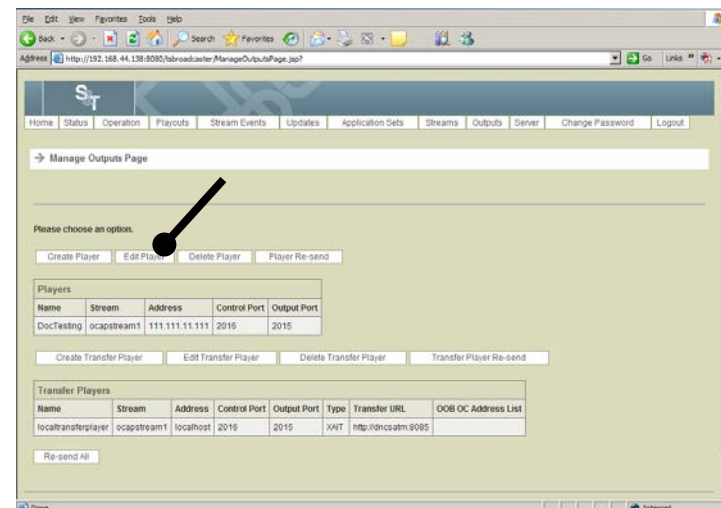 File Edit View Favorites Tools Help
Back Search Favorites
Address http://192.168.44.138:8080/tsbroadcaster/ManageOutputsPage.jsp? Go Links »
S T
Home Status Operation Playouts Stream Events Updates Application Sets Streams Outputs Server Change Password Logout
Manage Outputs Page
Please choose an option.
Create Player Edit Player Delete Player Player Re-send
Players
Name Stream Address Control Port Output Port
DocTesting ocapstream1 111.111.11.111 2016 2015
Create Transfer Player Edit Transfer Player Delete Transfer Player Transfer Player Re-send
Transfer Players
Name Stream Address Control Port Output Port Type Transfer URL OOB OC Address List
localtransferplayer ocapstream1 localhost 2016 2015 XAIT http://dncsatm:8085
Re-send All
Done Internet